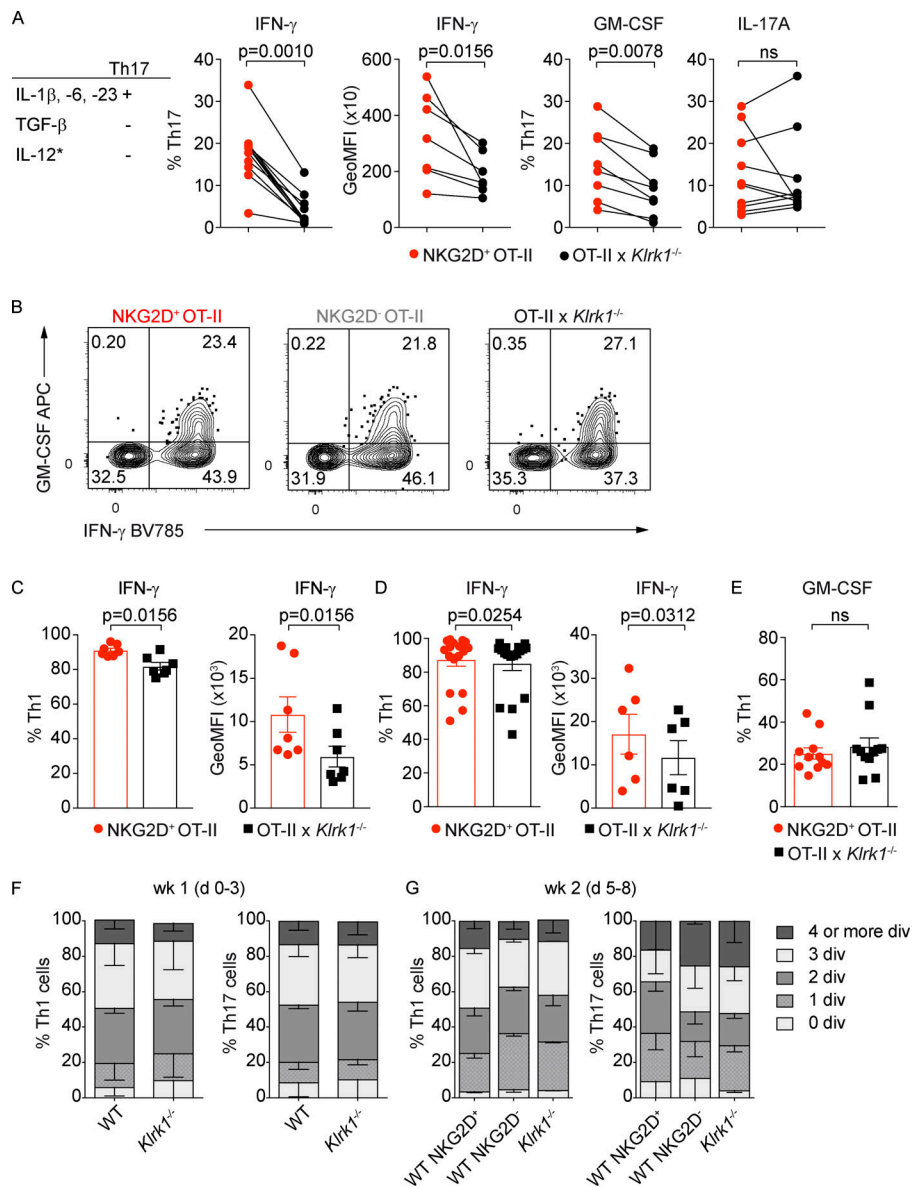 A
Th17
IL-1β, -6, -23 +
TGF-β -
IL-12* -
IFN-γ
p=0.0010
% Th17
40
30
20
10
0
IFN-γ
p=0.0156
GeoMFI (x10)
600
400
200
0
GM-CSF
p=0.0078
% Th17
40
30
20
10
0
IL-17A
ns
40
30
20
10
0
NKG2D+ OT-II
OT-II x Klrk1-/-
B
NKG2D+ OT-II
NKG2D- OT-II
OT-II x Klrk1-/-
GM-CSF APC
0.20 23.4
32.5 43.9
0
0
0.22 21.8
31.9 46.1
0
0
0.35 27.1
35.3 37.3
0
0
IFN-γ BV785
C
IFN-γ
p=0.0156
% Th1
100
80
60
40
20
0
IFN-γ
p=0.0156
GeoMFI (x10³)
20
15
10
5
0
NKG2D+ OT-II
OT-II x Klrk1-/-
D
IFN-γ
p=0.0254
% Th1
100
80
60
40
20
0
IFN-γ
p=0.0312
GeoMFI (x10³)
40
30
20
10
0
NKG2D+ OT-II
OT-II x Klrk1-/-
E
GM-CSF
ns
% Th1
80
60
40
20
0
NKG2D+ OT-II
OT-II x Klrk1-/-
F
wk 1 (d 0-3)
% Th1 cells
100
80
60
40
20
0
WT
Klrk1-/-
% Th17 cells
100
80
60
40
20
0
WT
Klrk1-/-
G
wk 2 (d 5-8)
% Th1 cells
100
80
60
40
20
0
WT NKG2D+
WT NKG2D-
Klrk1-/-
% Th17 cells
100
80
60
40
20
0
WT NKG2D+
WT NKG2D-
Klrk1-/-
4 or more div
3 div
2 div
1 div
0 div